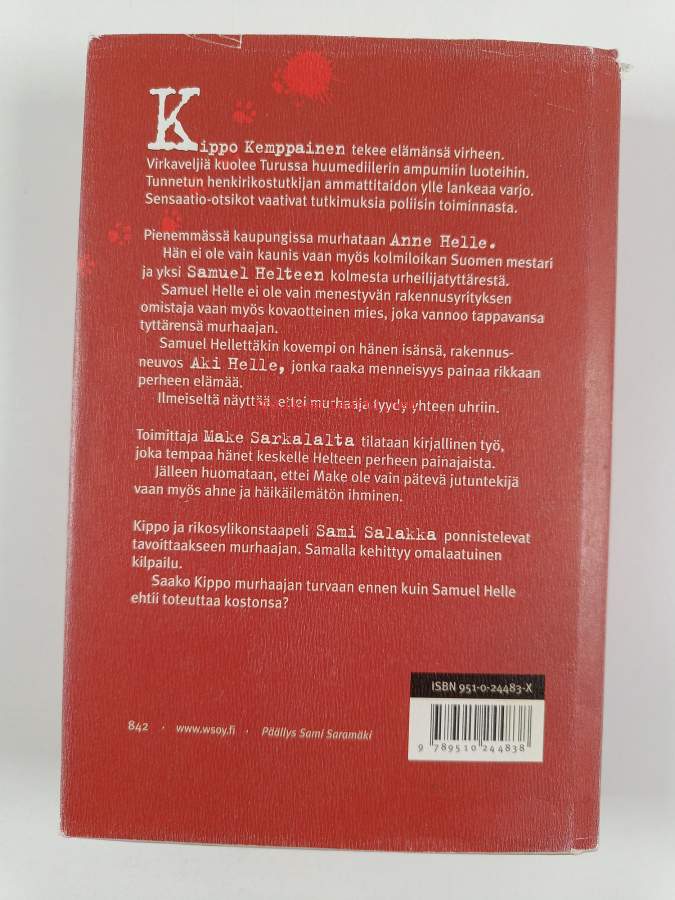 Kippo Kemppainen tekee elämänsä virheen.
Virkaveljiä kuolee Turussa huumediilerin ampumiin luoteihin.
Tunnetun henkirikostutkijan ammattitaidon ylle lankeaa varjo.
Sensaatio-otsikot vaativat tutkimuksia poliisin toiminnasta.
Pienemmässä kaupungissa murhataan Anne Helle.
Hän ei ole vain kaunis vaan myös kolmiloikan Suomen mestari
ja yksi Samuel Helteen kolmesta urheilijatyttärestä.
Samuel Helle ei ole vain menestyvän rakennusyrityksen
omistaja vaan myös kovaotteinen mies, joka vannoo tappavansa
tyttärensä murhaajan.
Samuel Hellettäkin kovempi on hänen isänsä, rakennus-
neuvos Aki Helle, jonka raaka menneisyys painaa rikkaan
perheen elämää.
Ilmeiseltä näyttää, ettei murhaaja tyydy yhteen uhriin.
Toimittaja Make Sarkalalta tilataan kirjallinen työ,
joka tempaa hänet keskelle Helteen perheen painajaista.
Jälleen huomataan, ettei Make ole vain pätevä jutuntekijä
vaan myös ahne ja häikäilemätön ihminen.
Kippo ja rikosylikonstaapeli Sami Salakka ponnistelevat
tavoittaakseen murhaajan. Samalla kehittyy omalaatuinen
kilpailu.
Saako Kippo murhaajan turvaan ennen kuin Samuel Helle
ehtii toteuttaa kostonsa?
ISBN 951-0-24483-X
9 789510 244838
842 · www.wsoy.fi · Päällys Sami Saramäki